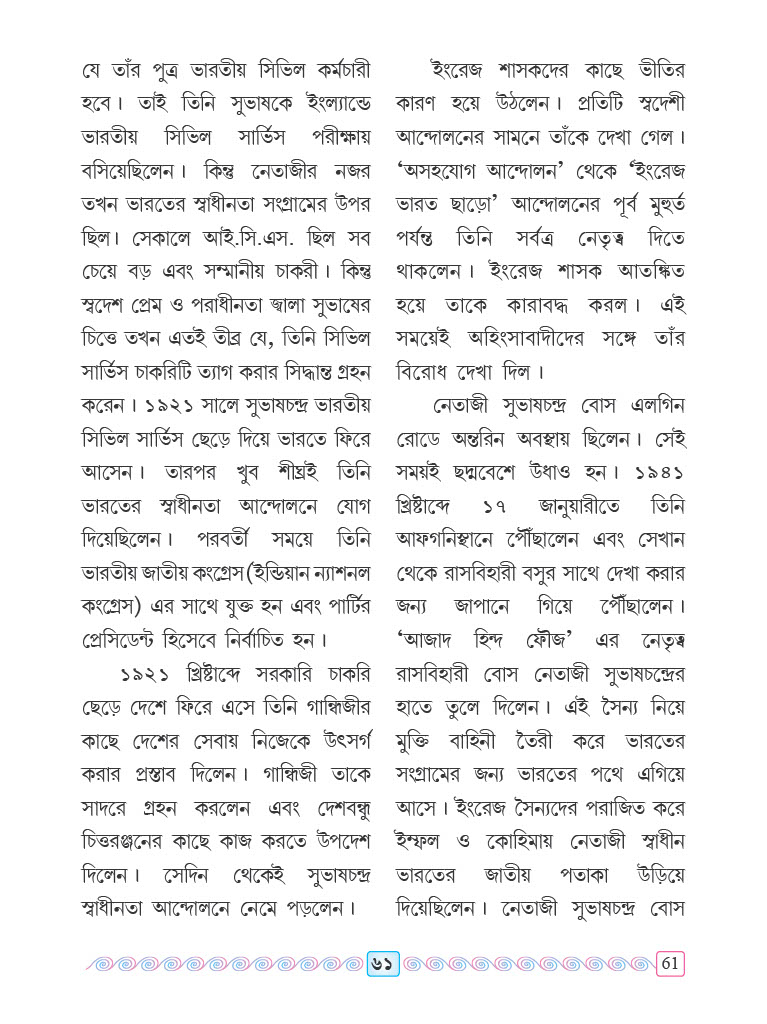 যে তাঁর পুত্র ভারতীয় সিভিল কর্মচারী
হবে। তাই তিনি সুভাষকে ইংল্যান্ডে
ভারতীয় সিভিল সার্ভিস পরীক্ষায়
বসিয়েছিলেন। কিন্তু নেতাজীর নজর
তখন ভারতের স্বাধীনতা সংগ্রামের উপর
ছিল। সেকালে আই.সি.এস. ছিল সব
চেয়ে বড় এবং সম্মানীয় চাকরী। কিন্তু
স্বদেশ প্রেম ও পরাধীনতা জ্বালা সুভাষের
চিত্তে তখন এতই তীব্র যে, তিনি সিভিল
সার্ভিস চাকরিটি ত্যাগ করার সিদ্ধান্ত গ্রহন
করেন। ১৯২১ সালে সুভাষচন্দ্র ভারতীয়
সিভিল সার্ভিস ছেড়ে দিয়ে ভারতে ফিরে
আসেন। তারপর খুব শীঘ্রই তিনি
ভারতের স্বাধীনতা আন্দোলনে যোগ
দিয়েছিলেন। পরবর্তী সময়ে তিনি
ভারতীয় জাতীয় কংগ্রেস(ইন্ডিয়ান ন্যাশনল
কংগ্রেস) এর সাথে যুক্ত হন এবং পার্টির
প্রেসিডেন্ট হিসেবে নির্বাচিত হন।
১৯২১ খ্রিষ্টাব্দে সরকারি চাকরি
ছেড়ে দেশে ফিরে এসে তিনি গান্ধিজীর
কাছে দেশের সেবায় নিজেকে উৎসর্গ
করার প্রস্তাব দিলেন। গান্ধিজী তাকে
সাদরে গ্রহন করলেন এবং দেশবন্ধু
চিত্তরঞ্জনের কাছে কাজ করতে উপদেশ
দিলেন। সেদিন থেকেই সুভাষচন্দ্র
স্বাধীনতা আন্দোলনে নেমে পড়লেন।
ইংরেজ শাসকদের কাছে ভীতির
কারণ হয়ে উঠলেন। প্রতিটি স্বদেশী
আন্দোলনের সামনে তাঁকে দেখা গেল।
‘অসহযোগ আন্দোলন’ থেকে ‘ইংরেজ
ভারত ছাড়ো’ আন্দোলনের পূর্ব মুহুর্ত
পর্যন্ত তিনি সর্বত্র নেতৃত্ব দিতে
থাকলেন। ইংরেজ শাসক আতঙ্কিত
হয়ে তাকে কারাবদ্ধ করল। এই
সময়েই অহিংসাবাদীদের সঙ্গে তাঁর
বিরোধ দেখা দিল।
নেতাজী সুভাষচন্দ্র বোস এলগিন
রোডে অন্তরিন অবস্থায় ছিলেন। সেই
সময়ই ছদ্মবেশে উধাও হন। ১৯৪১
খ্রিষ্টাব্দে ১৭ জানুয়ারীতে তিনি
আফগনিস্থানে পৌঁছালেন এবং সেখান
থেকে রাসবিহারী বসুর সাথে দেখা করার
জন্য জাপানে গিয়ে পৌঁছালেন।
‘আজাদ হিন্দ ফৌজ’ এর নেতৃত্ব
রাসবিহারী বোস নেতাজী সুভাষচন্দ্রের
হাতে তুলে দিলেন। এই সৈন্য নিয়ে
মুক্তি বাহিনী তৈরী করে ভারতের
সংগ্রামের জন্য ভারতের পথে এগিয়ে
আসে। ইংরেজ সৈন্যদের পরাজিত করে
ইম্ফল ও কোহিমায় নেতাজী স্বাধীন
ভারতের জাতীয় পতাকা উড়িয়ে
দিয়েছিলেন। নেতাজী সুভাষচন্দ্র বোস
৬১
61